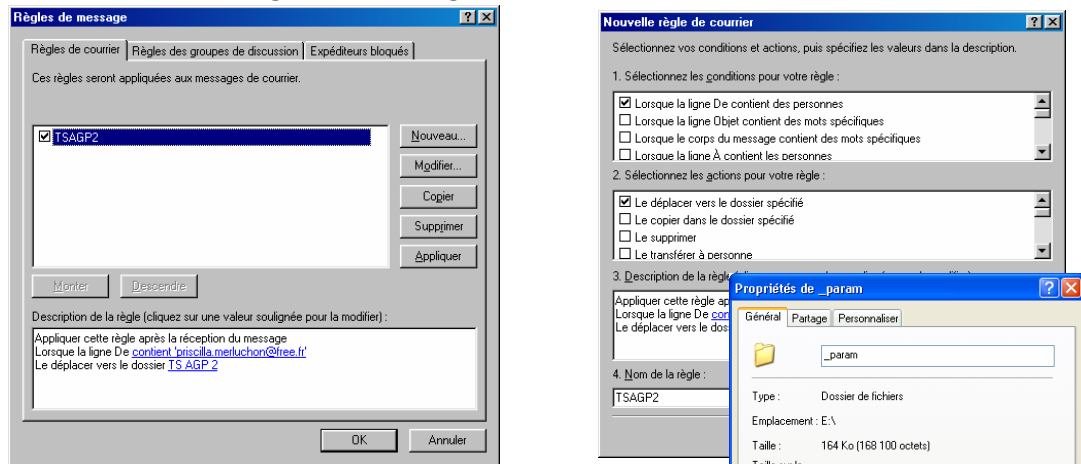 Règles de message
Règles de courrier
Règles des groupes de discussion
Expéditeurs bloqués
Ces règles seront appliquées aux messages de courrier.
TSAGP2
Nouveau...
Modifier...
Copier
Supprimer
Appliquer
Monter
Descendre
Description de la règle (cliquez sur une valeur soulignée pour la modifier) :
Appliquer cette règle après la réception du message
Lorsque la ligne De contient 'priscilla.merluchon@free.fr'
Le déplacer vers le dossier TS AGP 2
OK
Annuler
Nouvelle règle de courrier
Sélectionnez vos conditions et actions, puis spécifiez les valeurs dans la description.
1. Sélectionnez les conditions pour votre règle :
Lorsque la ligne De contient des personnes
Lorsque la ligne Objet contient des mots spécifiques
Lorsque le corps du message contient des mots spécifiques
Lorsque la ligne À contient les personnes
2. Sélectionnez les actions pour votre règle :
Le déplacer vers le dossier spécifié
Le copier dans le dossier spécifié
Le supprimer
Le transférer à personne
3. Description de la règle
Appliquer cette règle ap
Lorsque la ligne De con
Le déplacer vers le dos
4. Nom de la règle :
TSAGP2
Propriétés de _param
Général
Partage
Personnaliser
_param
Type : Dossier de fichiers
Emplacement : E:\
Taille : 164 Ko (168 100 octets)